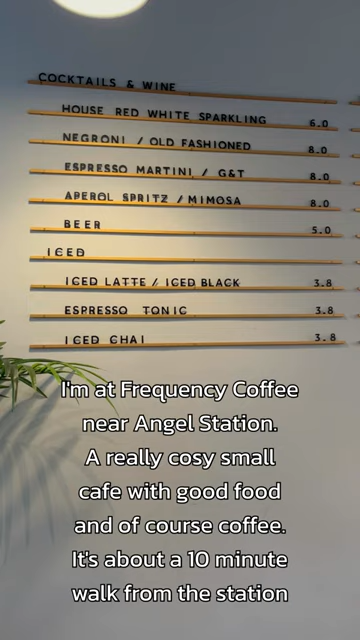 COCKTAILS & WINE
HOUSE RED WHITE SPARKLING 6.0
NEGRONI / OLD FASHIONED 8.0
ESPRESSO MARTINI / G&T 8.0
APEROL SPRITZ / MIMOSA 8.0
BEER 5.0
ICED
ICED LATTE / ICED BLACK 3.8
ESPRESSO TONIC 3.8
ICED CHAI 3.8
I'm at Frequency Coffee
near Angel Station.
A really cosy small
cafe with good food
and of course coffee.
It's about a 10 minute
walk from the station